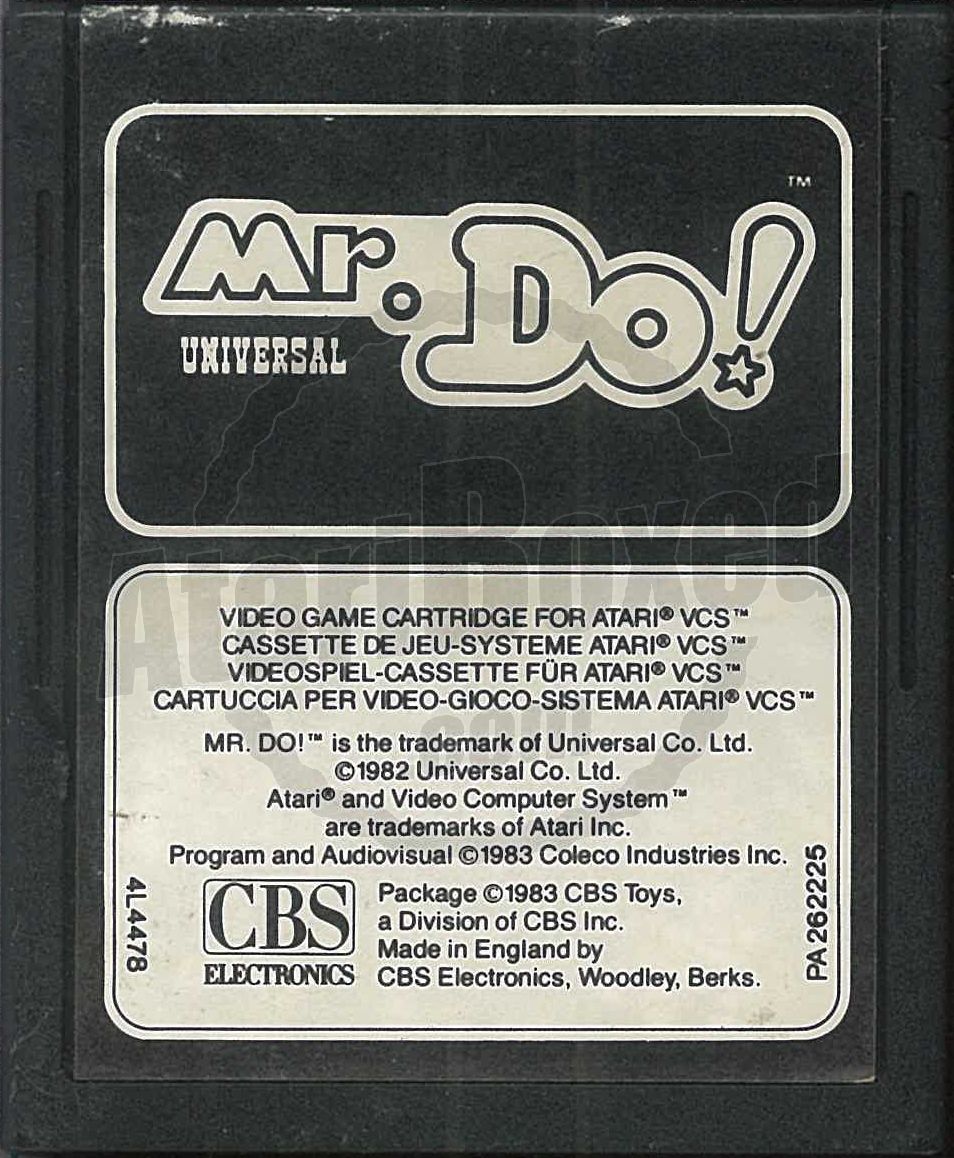 ™
Mr. Do!
UNIVERSAL
VIDEO GAME CARTRIDGE FOR ATARI® VCS™
CASSETTE DE JEU-SYSTEME ATARI® VCS™
VIDEOSPIEL-CASSETTE FÜR ATARI® VCS™
CARTUCCIA PER VIDEO-GIOCO-SISTEMA ATARI® VCS™
MR. DO!™ is the trademark of Universal Co. Ltd.
©1982 Universal Co. Ltd.
Atari® and Video Computer System™
are trademarks of Atari Inc.
Program and Audiovisual ©1983 Coleco Industries Inc.
CBS
ELECTRONICS
Package ©1983 CBS Toys,
a Division of CBS Inc.
Made in England by
CBS Electronics, Woodley, Berks.
4L4478
PA 262225
AtariBoxed
.com